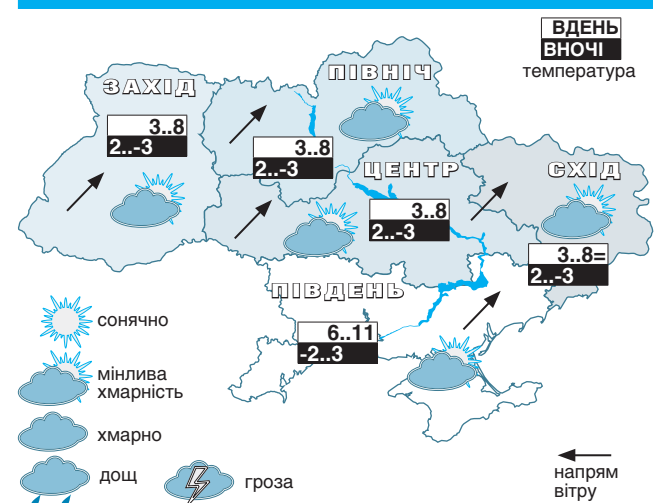 ВДЕНЬ
ВНОЧІ
температура
ПІВНІЧ
ЗАХІД
3..8
2..-3
3..8
2..-3
ЦЕНТР
СХІД
3..8
2..-3
3..8=
2..-3
ПІВДЕНЬ
6..11
-2..3
сонячно
мінлива
хмарність
хмарно
дощ
гроза
напрям
вітру